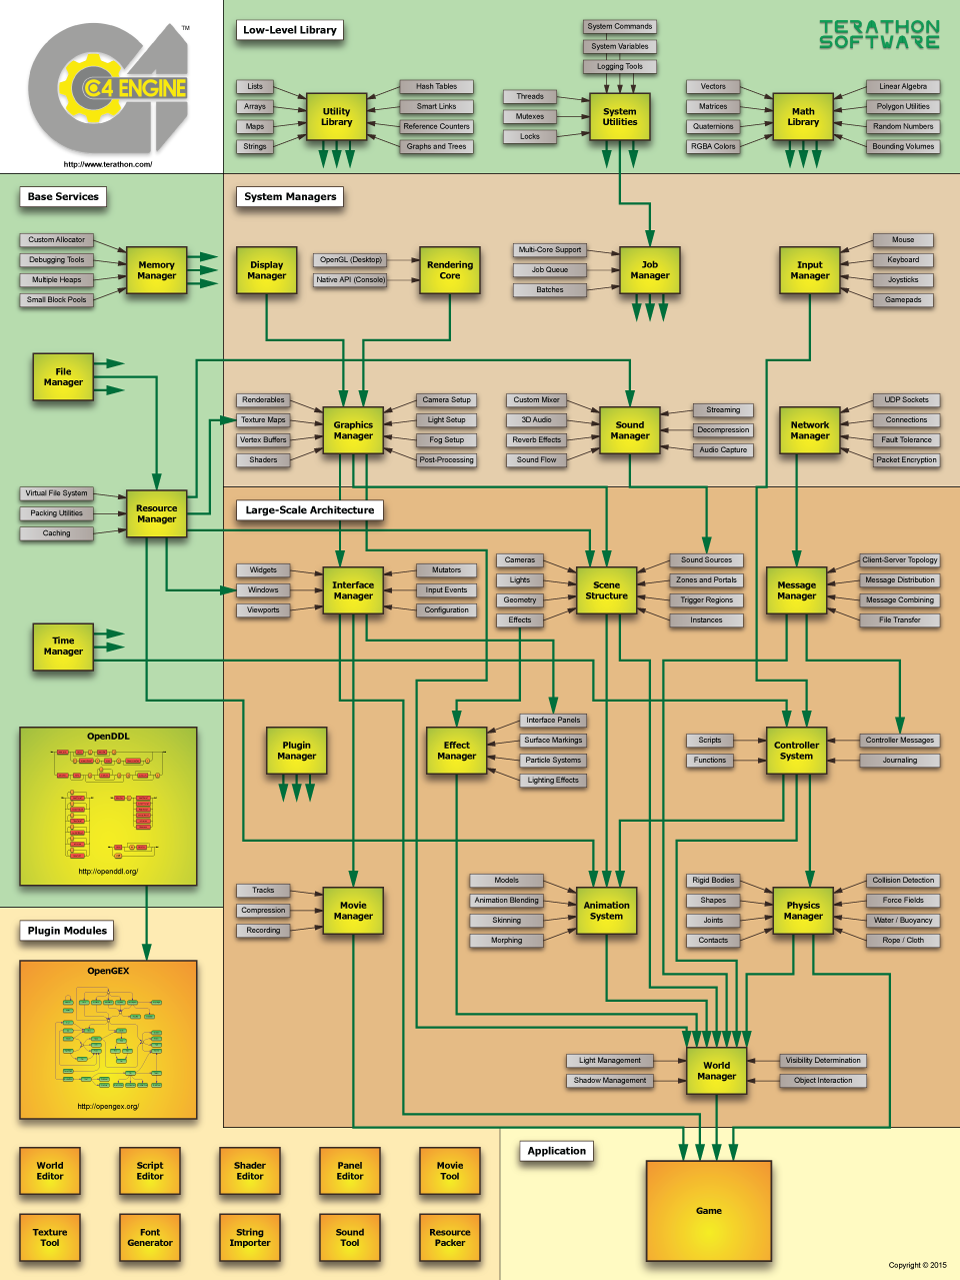 C4 ENGINE
TM
http://www.terathon.com/
Low-Level Library
TERATHON
SOFTWARE
System Commands
System Variables
Logging Tools
Lists
Arrays
Maps
Strings
Utility
Library
Hash Tables
Smart Links
Reference Counters
Graphs and Trees
Threads
Mutexes
Locks
System
Utilities
Vectors
Matrices
Quaternions
RGBA Colors
Math
Library
Linear Algebra
Polygon Utilities
Random Numbers
Bounding Volumes
Base Services
Custom Allocator
Debugging Tools
Multiple Heaps
Small Block Pools
Memory
Manager
File
Manager
Virtual File System
Packing Utilities
Caching
Resource
Manager
Time
Manager
OpenDDL
http://openddl.org/
System Managers
Display
Manager
OpenGL (Desktop)
Native API (Console)
Rendering
Core
Multi-Core Support
Job Queue
Batches
Job
Manager
Input
Manager
Mouse
Keyboard
Joysticks
Gamepads
Renderables
Texture Maps
Vertex Buffers
Shaders
Graphics
Manager
Camera Setup
Light Setup
Fog Setup
Post-Processing
Custom Mixer
3D Audio
Reverb Effects
Sound Flow
Sound
Manager
Streaming
Decompression
Audio Capture
Network
Manager
UDP Sockets
Connections
Fault Tolerance
Packet Encryption
Large-Scale Architecture
Widgets
Windows
Viewports
Interface
Manager
Mutators
Input Events
Configuration
Cameras
Lights
Geometry
Effects
Scene
Structure
Sound Sources
Zones and Portals
Trigger Regions
Instances
Message
Manager
Client-Server Topology
Message Distribution
Message Combining
File Transfer
Plugin
Manager
Effect
Manager
Interface Panels
Surface Markings
Particle Systems
Lighting Effects
Scripts
Functions
Controller
System
Controller Messages
Journaling
Tracks
Compression
Recording
Movie
Manager
Models
Animation Blending
Skinning
Morphing
Animation
System
Rigid Bodies
Shapes
Joints
Contacts
Physics
Manager
Collision Detection
Force Fields
Water / Buoyancy
Rope / Cloth
Light Management
Shadow Management
World
Manager
Visibility Determination
Object Interaction
Plugin Modules
OpenGEX
http://opengex.org/
World
Editor
Script
Editor
Shader
Editor
Panel
Editor
Movie
Tool
Texture
Tool
Font
Generator
String
Importer
Sound
Tool
Resource
Packer
Application
Game
Copyright © 2015